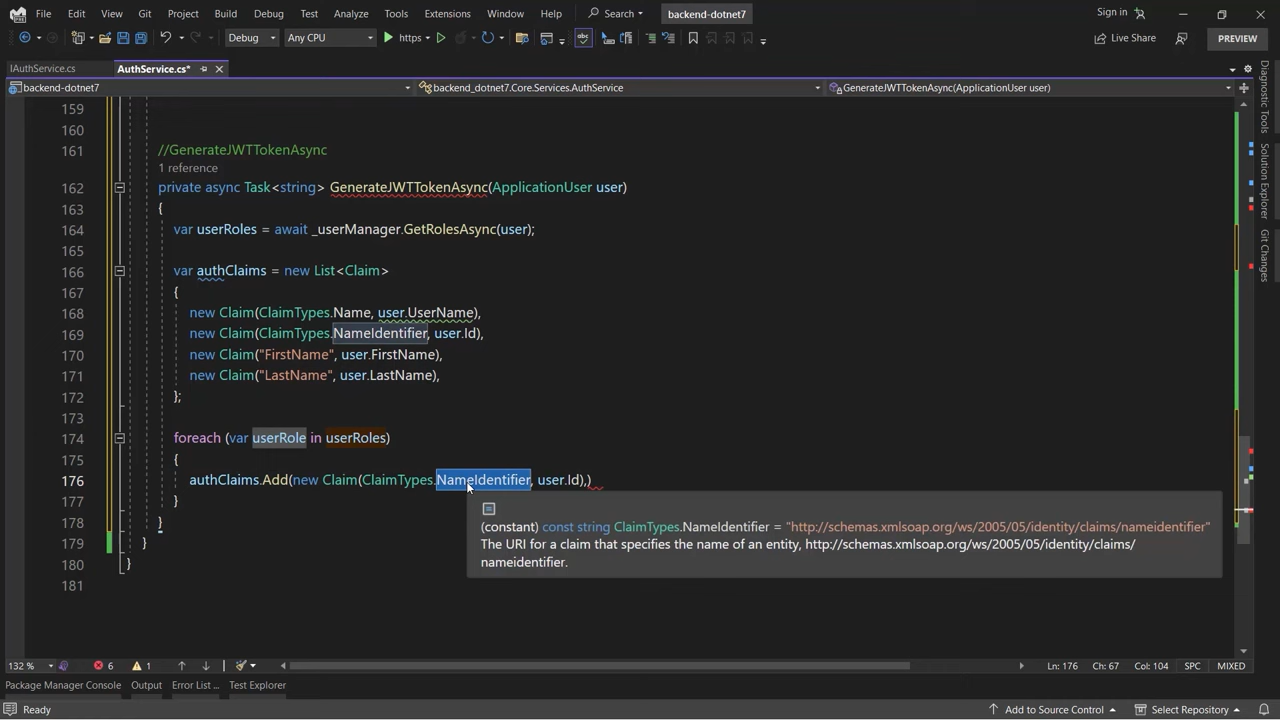 File Edit View Git Project Build Debug Test Analyze Tools Extensions Window Help Search backend-dotnet7 Sign in
Debug Any CPU https Live Share PREVIEW
IAuthService.cs AuthService.cs*
backend-dotnet7 backend_dotnet7.Core.Services.AuthService GenerateJWTTokenAsync(ApplicationUser user)
159
160
161 //GenerateJWTTokenAsync
1 reference
162 private async Task<string> GenerateJWTTokenAsync(ApplicationUser user)
163 {
164 var userRoles = await _userManager.GetRolesAsync(user);
165
166 var authClaims = new List<Claim>
167 {
168 new Claim(ClaimTypes.Name, user.UserName),
169 new Claim(ClaimTypes.NameIdentifier, user.Id),
170 new Claim("FirstName", user.FirstName),
171 new Claim("LastName", user.LastName),
172 };
173
174 foreach (var userRole in userRoles)
175 {
176 authClaims.Add(new Claim(ClaimTypes.NameIdentifier, user.Id),)
177 }
178 }
179 }
180 }
181
(constant) const string ClaimTypes.NameIdentifier = "http://schemas.xmlsoap.org/ws/2005/05/identity/claims/nameidentifier"
The URI for a claim that specifies the name of an entity, http://schemas.xmlsoap.org/ws/2005/05/identity/claims/
nameidentifier.
Diagnostic Tools
Solution Explorer
Git Changes
132 % 6 1 Ln: 176 Ch: 67 Col: 104 SPC MIXED
Package Manager Console Output Error List ... Test Explorer
Ready Add to Source Control Select Repository